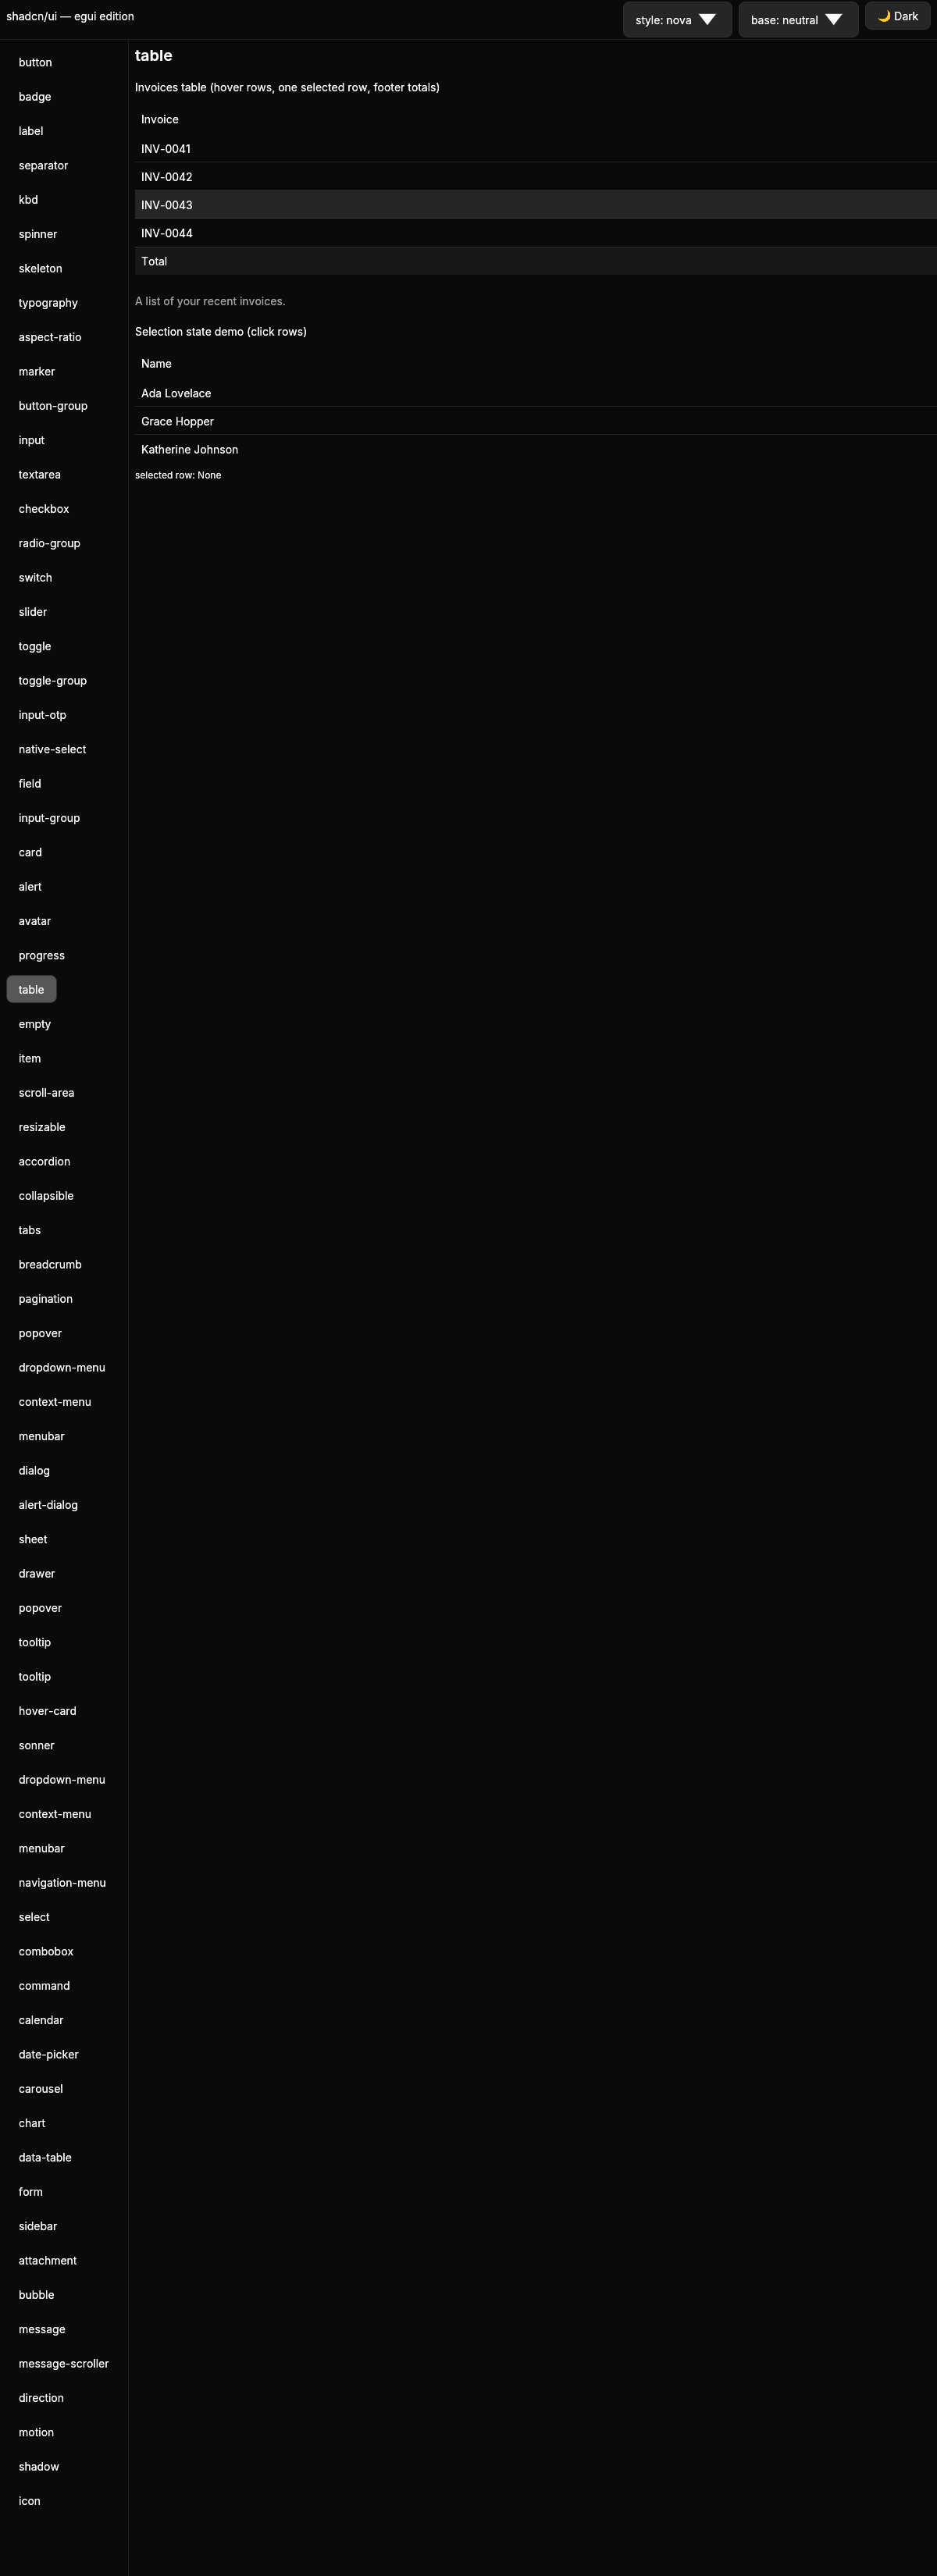 shadcn/ui — egui edition
style: nova
base: neutral
🌙 Dark
button
badge
label
separator
kbd
spinner
skeleton
typography
aspect-ratio
marker
button-group
input
textarea
checkbox
radio-group
switch
slider
toggle
toggle-group
input-otp
native-select
field
input-group
card
alert
avatar
progress
table
empty
item
scroll-area
resizable
accordion
collapsible
tabs
breadcrumb
pagination
popover
dropdown-menu
context-menu
menubar
dialog
alert-dialog
sheet
drawer
popover
tooltip
tooltip
hover-card
sonner
dropdown-menu
context-menu
menubar
navigation-menu
select
combobox
command
calendar
date-picker
carousel
chart
data-table
form
sidebar
attachment
bubble
message
message-scroller
direction
motion
shadow
icon
table
Invoices table (hover rows, one selected row, footer totals)
Invoice
INV-0041
INV-0042
INV-0043
INV-0044
Total
A list of your recent invoices.
Selection state demo (click rows)
Name
Ada Lovelace
Grace Hopper
Katherine Johnson
selected row: None